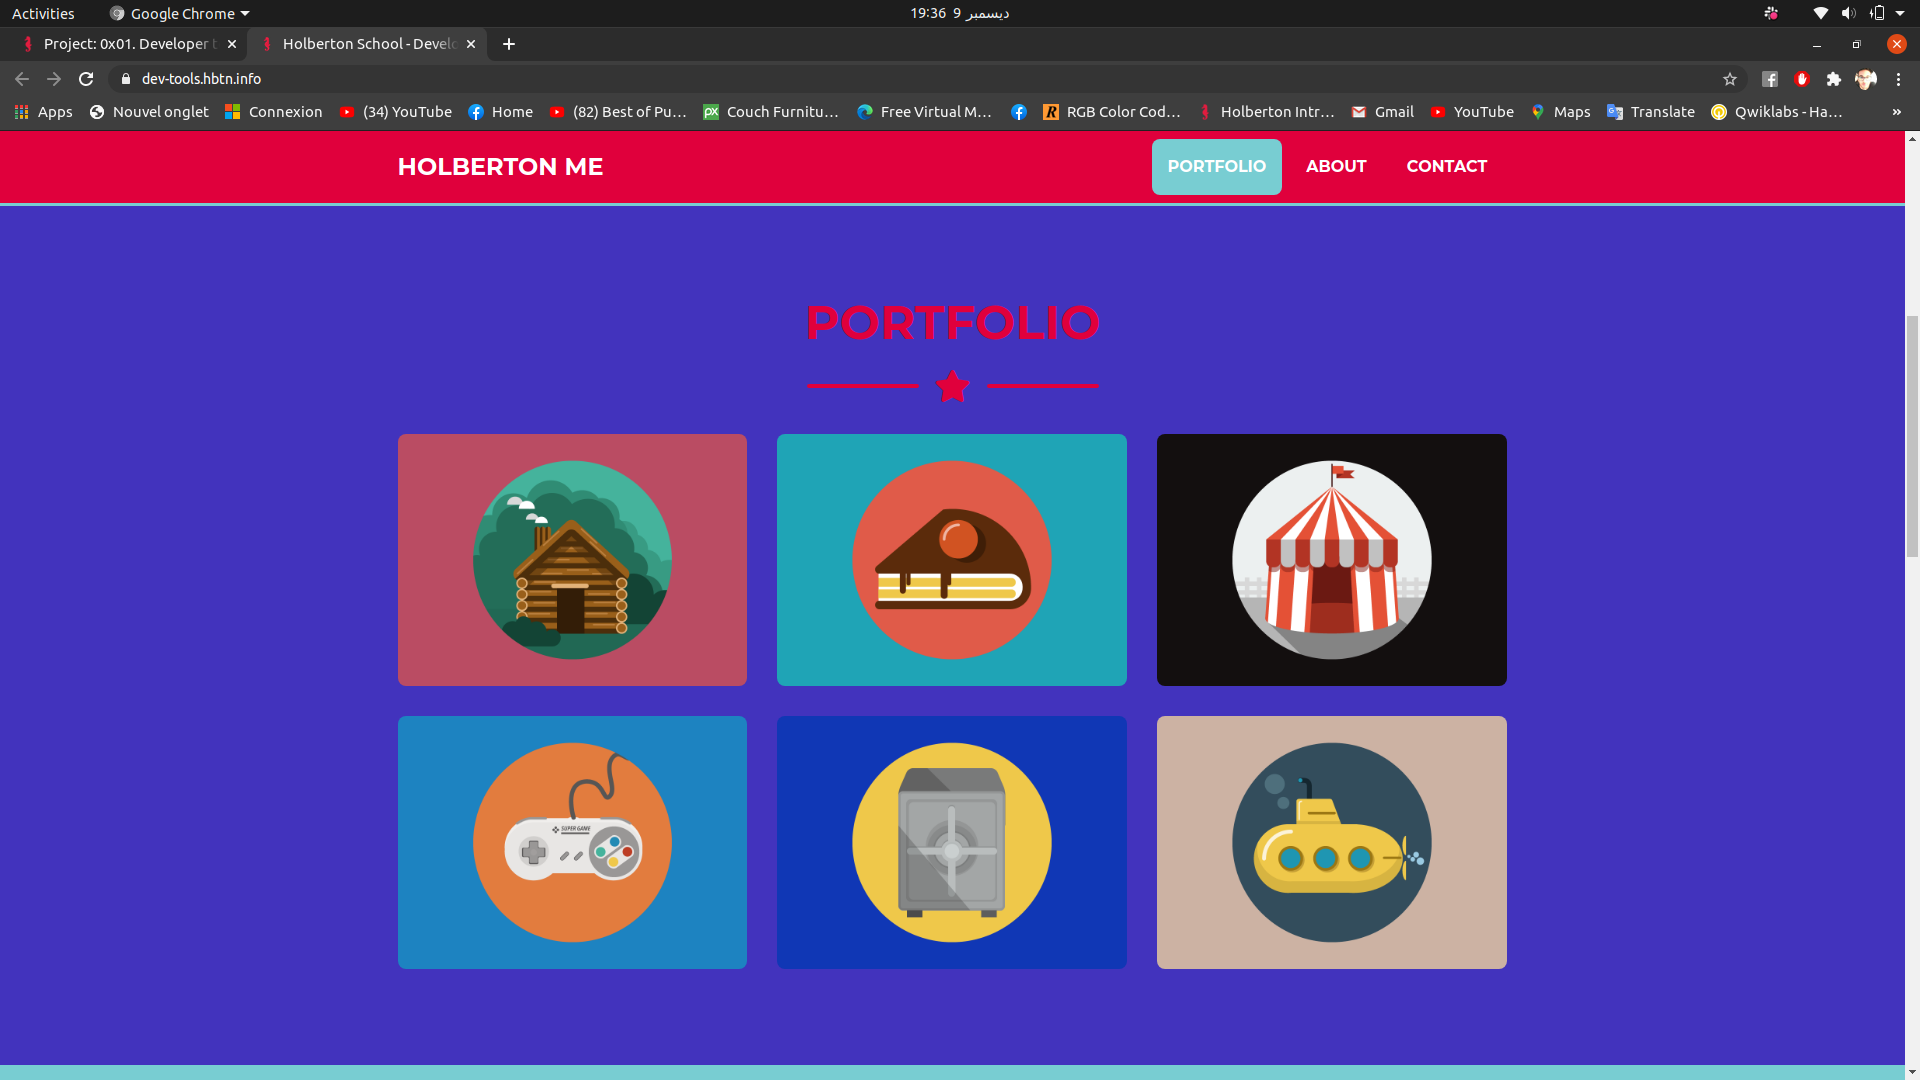 Activities
Google Chrome
19:36 9 ديسمبر
Project: 0x01. Developer t
Holberton School - Develo
dev-tools.hbtn.info
Apps
Nouvel onglet
Connexion
(34) YouTube
Home
(82) Best of Pu...
Couch Furnitu...
Free Virtual M...
RGB Color Cod...
Holberton Intr...
Gmail
YouTube
Maps
Translate
Qwiklabs - Ha...
»
HOLBERTON ME
PORTFOLIO
ABOUT
CONTACT
PORTFOLIO
SUPER GAME